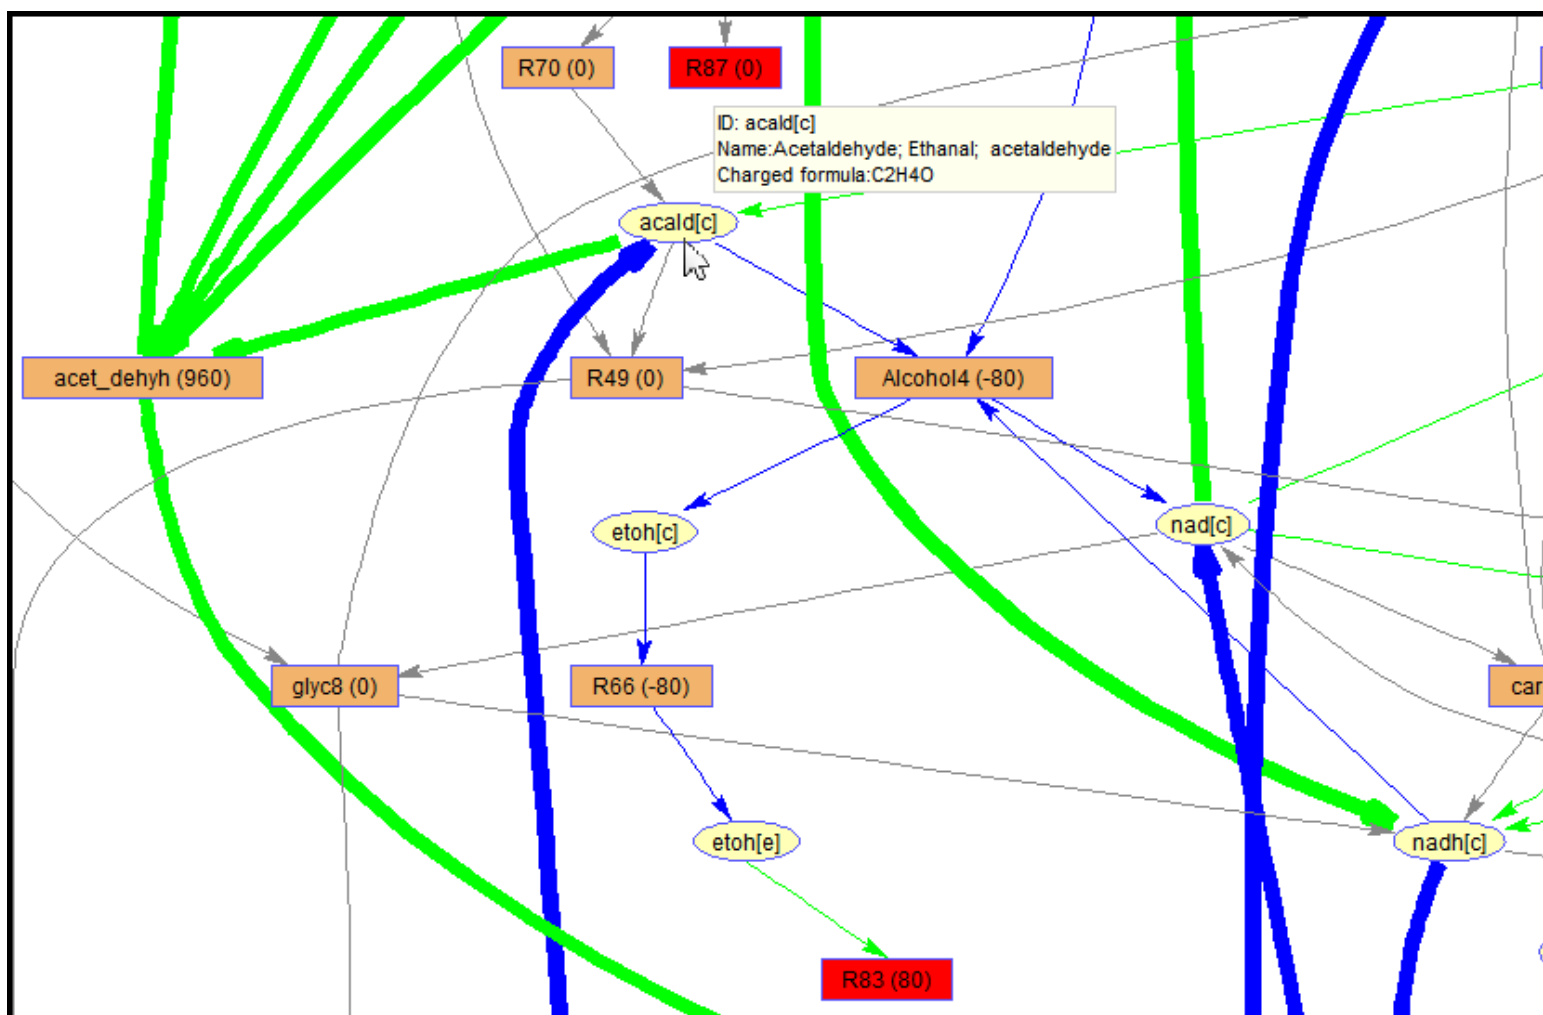 R70 (0)
R87 (0)
ID: acald[c]
Name:Acetaldehyde; Ethanal;  acetaldehyde
Charged formula:C2H4O
acald[c]
acet_dehyh (960)
R49 (0)
Alcohol4 (-80)
etoh[c]
nad[c]
glyc8 (0)
R66 (-80)
car
etoh[e]
nadh[c]
R83 (80)